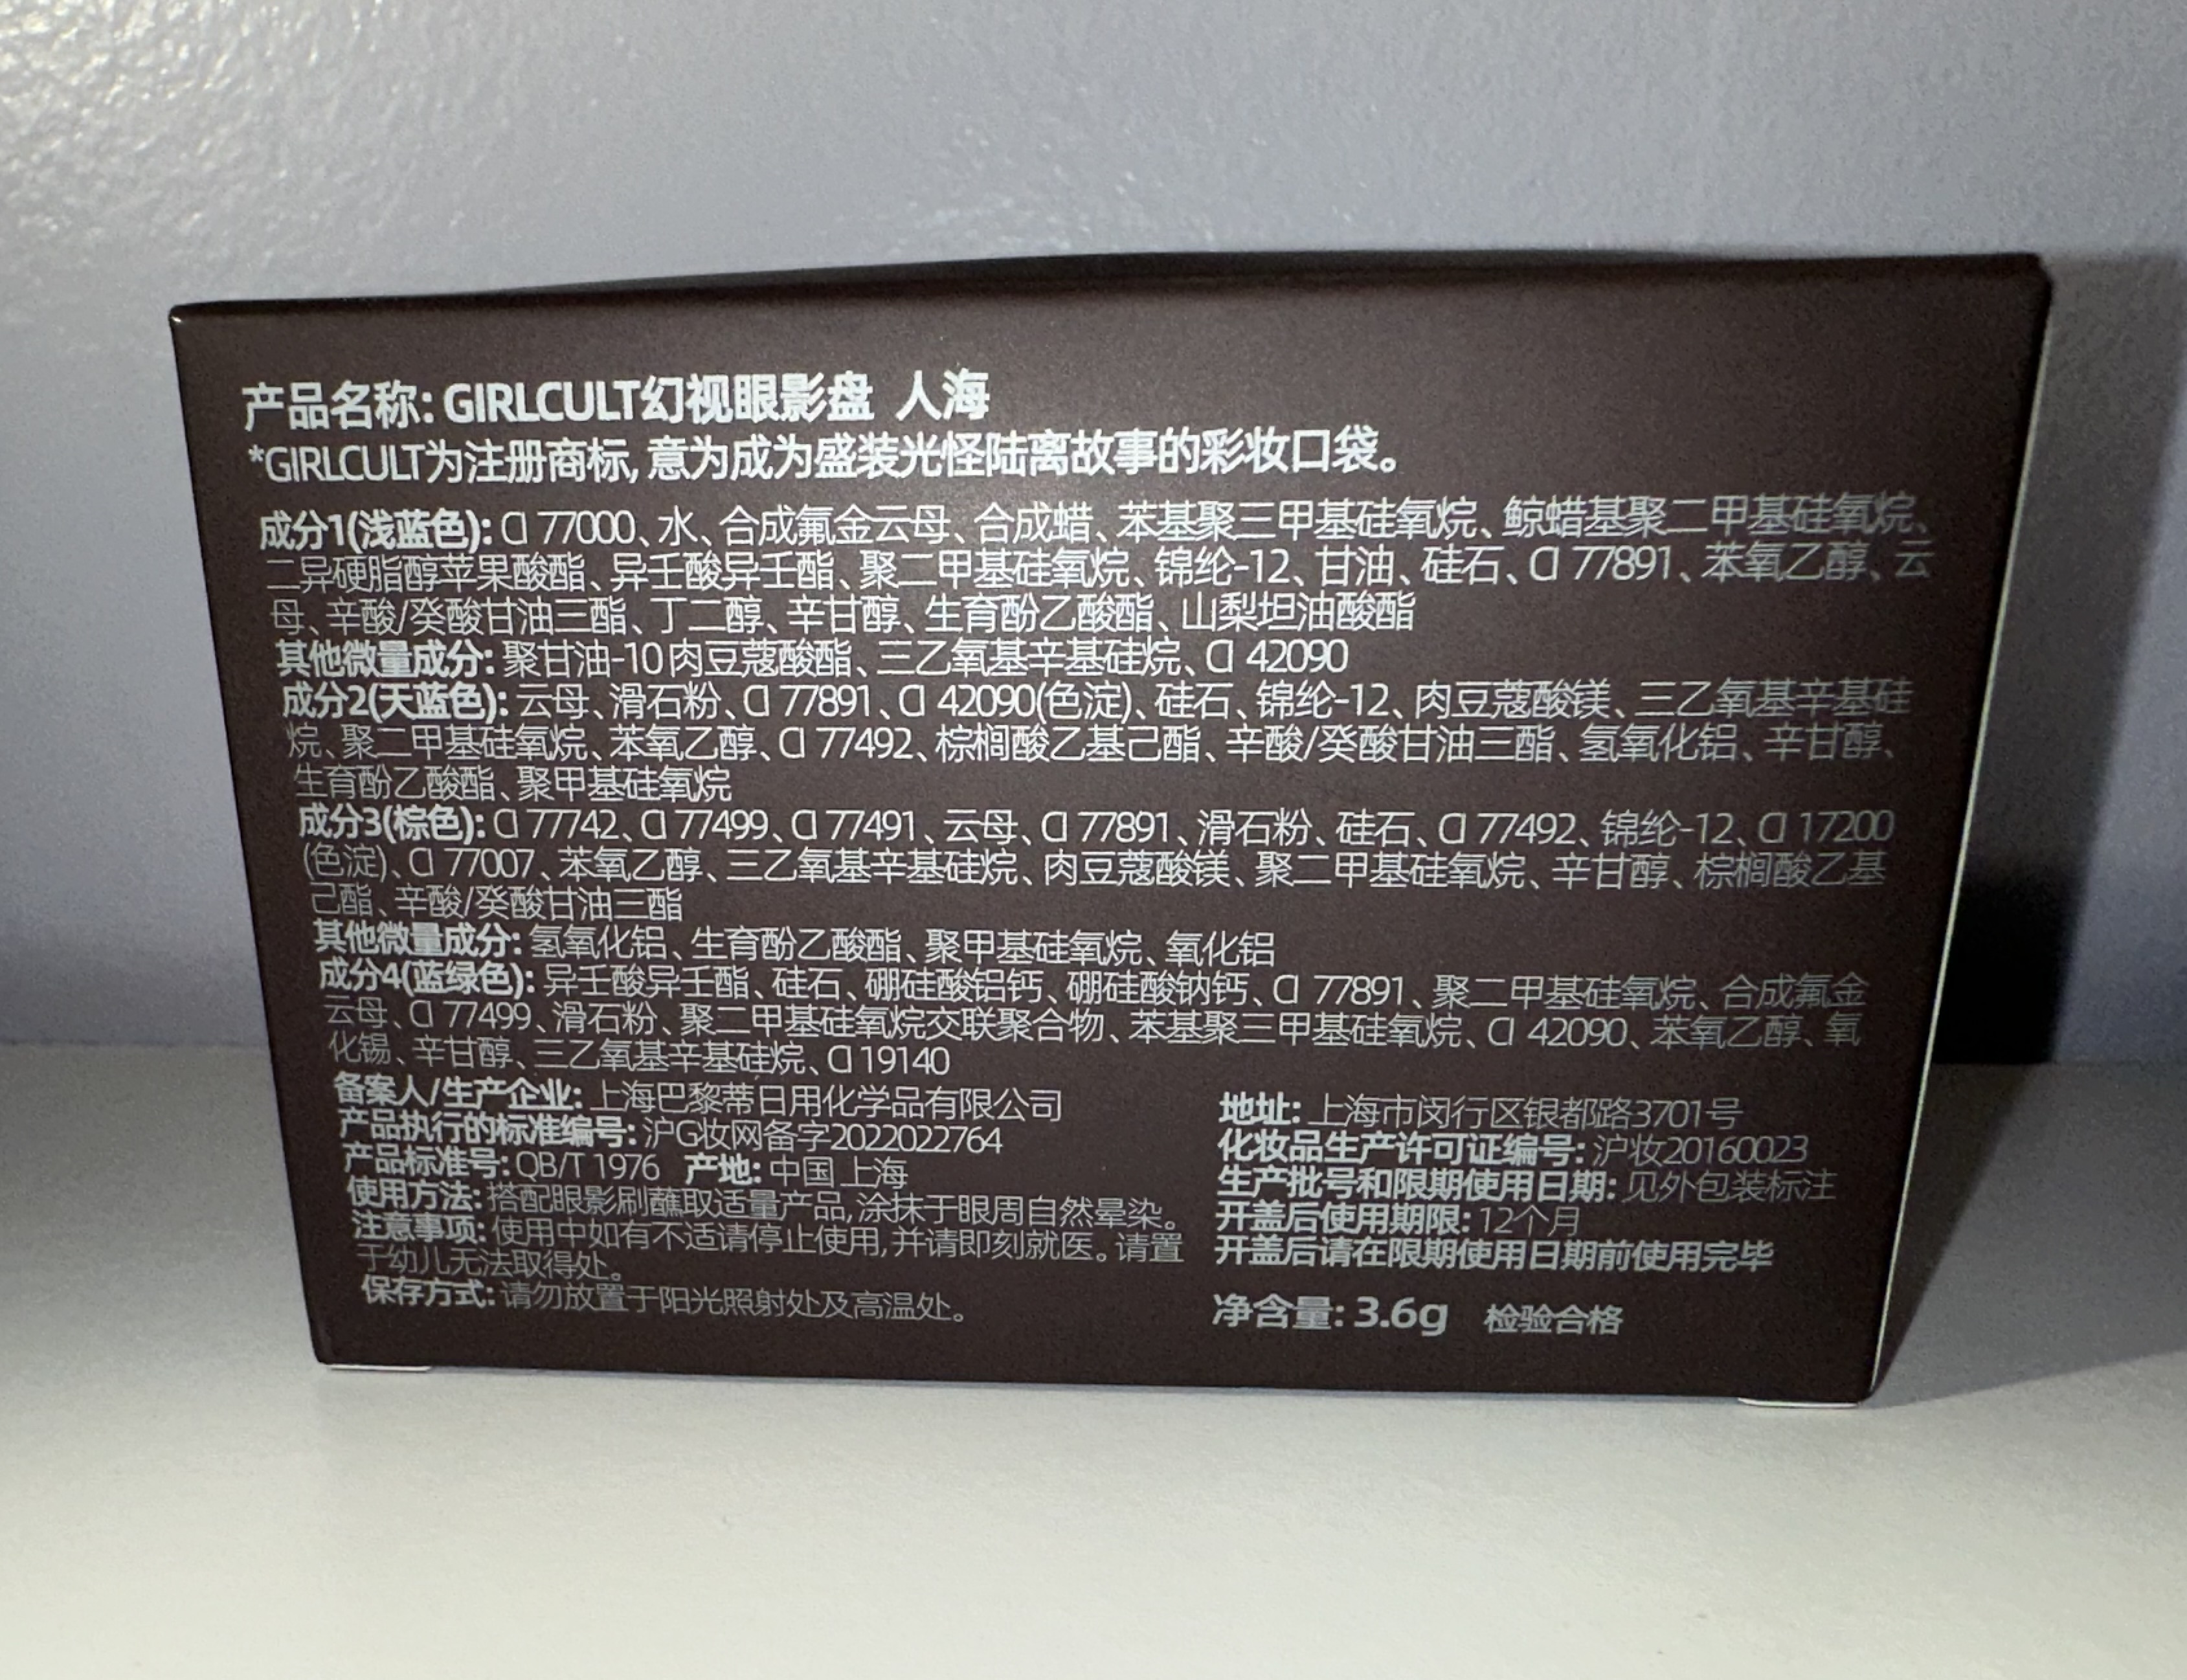 产品名称: GIRLCULT幻视眼影盘 人海
*GIRLCULT为注册商标, 意为成为盛装光怪陆离故事的彩妆口袋。
成分1(浅蓝色): CI 77000、水、合成氟金云母、合成蜡、苯基聚三甲基硅氧烷、鲸蜡基聚二甲基硅氧烷、
二异硬脂醇苹果酸酯、异壬酸异壬酯、聚二甲基硅氧烷、锦纶-12、甘油、硅石、CI 77891、苯氧乙醇、云
母、辛酸/癸酸甘油三酯、丁二醇、辛甘醇、生育酚乙酸酯、山梨坦油酸酯
其他微量成分: 聚甘油-10肉豆蔻酸酯、三乙氧基辛基硅烷、CI 42090
成分2(天蓝色): 云母、滑石粉、CI 77891、CI 42090(色淀)、硅石、锦纶-12、肉豆蔻酸镁、三乙氧基辛基硅
烷、聚二甲基硅氧烷、苯氧乙醇、CI 77492、棕榈酸乙基己酯、辛酸/癸酸甘油三酯、氢氧化铝、辛甘醇、
生育酚乙酸酯、聚甲基硅氧烷
成分3(棕色): CI 77742、CI 77499、CI 77491、云母、CI 77891、滑石粉、硅石、CI 77492、锦纶-12、CI 17200
(色淀)、CI 77007、苯氧乙醇、三乙氧基辛基硅烷、肉豆蔻酸镁、聚二甲基硅氧烷、辛甘醇、棕榈酸乙基
己酯、辛酸/癸酸甘油三酯
其他微量成分: 氢氧化铝、生育酚乙酸酯、聚甲基硅氧烷、氧化铝
成分4(蓝绿色): 异壬酸异壬酯、硅石、硼硅酸铝钙、硼硅酸钠钙、CI 77891、聚二甲基硅氧烷、合成氟金
云母、CI 77499、滑石粉、聚二甲基硅氧烷交联聚合物、苯基聚三甲基硅氧烷、CI 42090、苯氧乙醇、氧
化锡、辛甘醇、三乙氧基辛基硅烷、CI 19140
备案人/生产企业: 上海巴黎蒂日用化学品有限公司
产品执行的标准编号: 沪G妆网备字2022022764
产品标准号: QB/T 1976 产地: 中国上海
使用方法: 搭配眼影刷蘸取适量产品, 涂抹于眼周自然晕染。
注意事项: 使用中如有不适请停止使用, 并请即刻就医。请置
于幼儿无法取得处。
保存方式: 请勿放置于阳光照射处及高温处。
地址: 上海市闵行区银都路3701号
化妆品生产许可证编号: 沪妆20160023
生产批号和限期使用日期: 见外包装标注
开盖后使用期限: 12个月
开盖后请在限期使用日期前使用完毕
净含量: 3.6g 检验合格